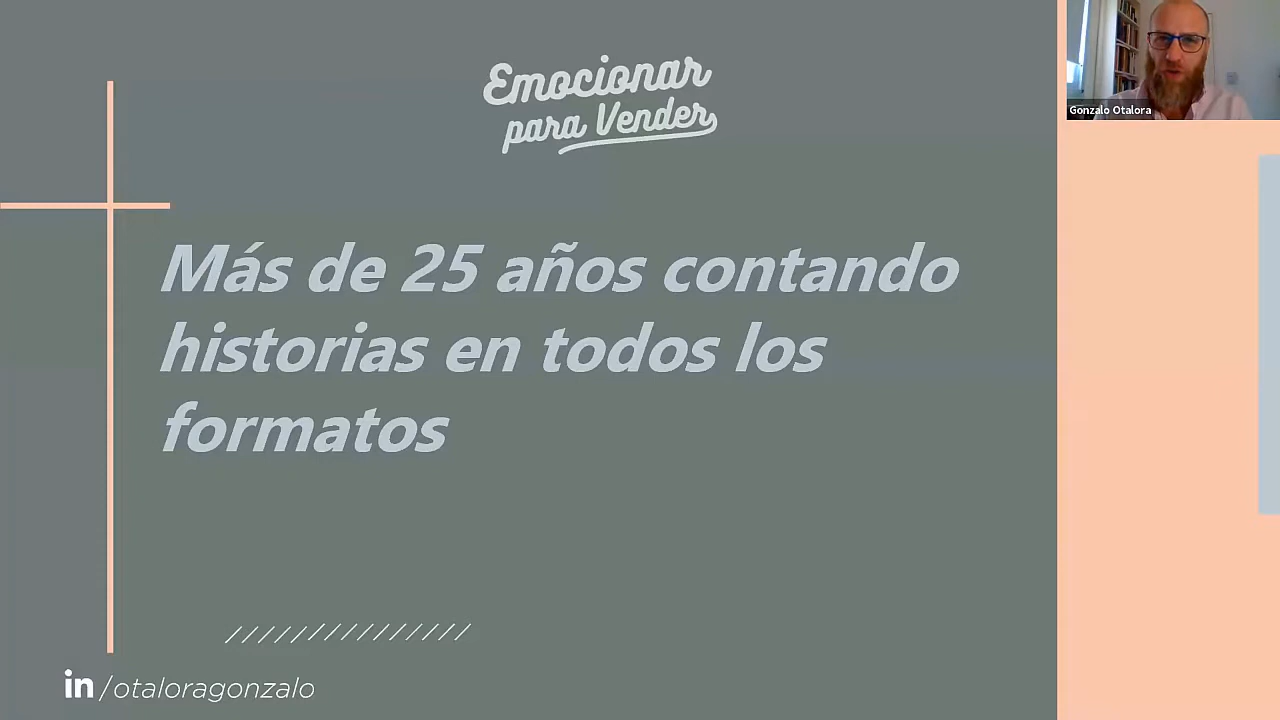 Emocionar
para Vender
Gonzalo Otalora
Más de 25 años contando
historias en todos los
formatos
in/otaloragonzalo